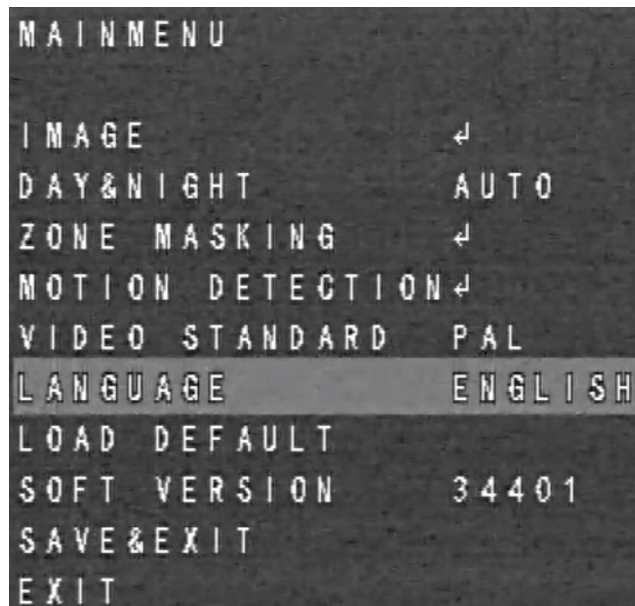 MAINMENU
IMAGE ↲
DAY&NIGHT AUTO
ZONE MASKING ↲
MOTION DETECTION ↲
VIDEO STANDARD PAL
LANGUAGE ENGLISH
LOAD DEFAULT
SOFT VERSION 34401
SAVE&EXIT
EXIT